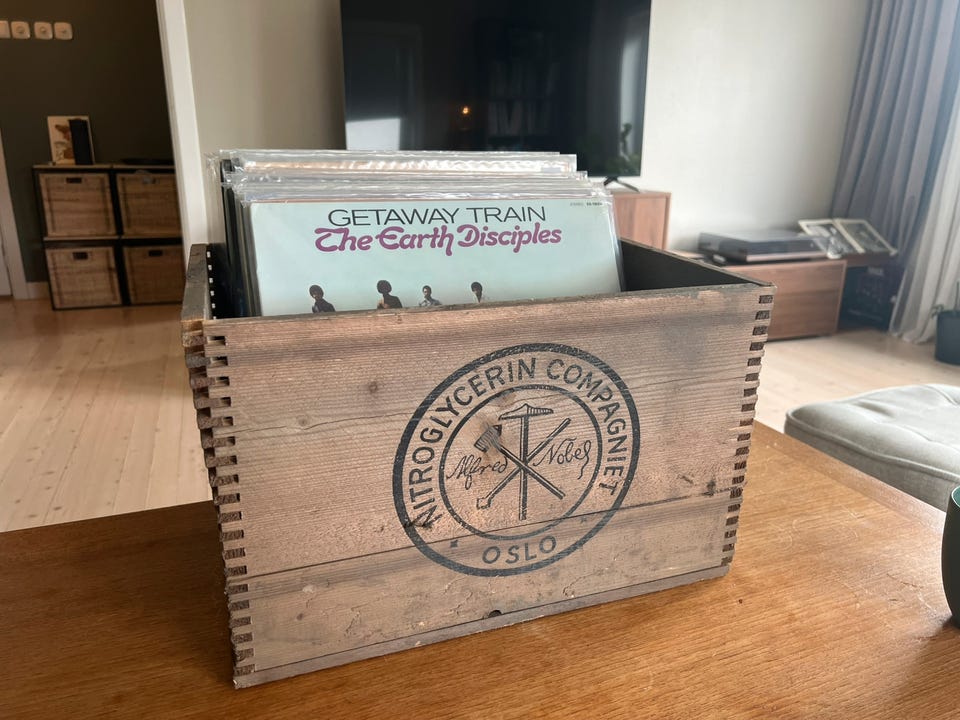 GETAWAY TRAIN
The Earth Disciples
NITROGLYCERIN COMPAGNIET
Alfred Nobel
OSLO